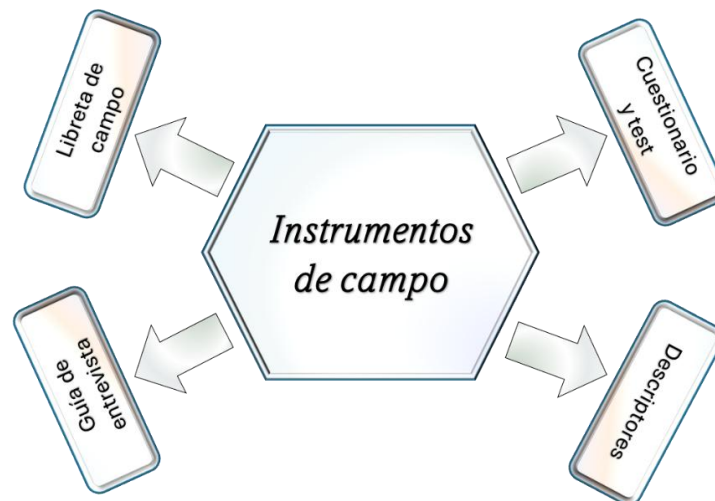 Libreta de
campo
Cuestionario
y test
Instrumentos
de campo
Guía de
entrevista
Descriptores